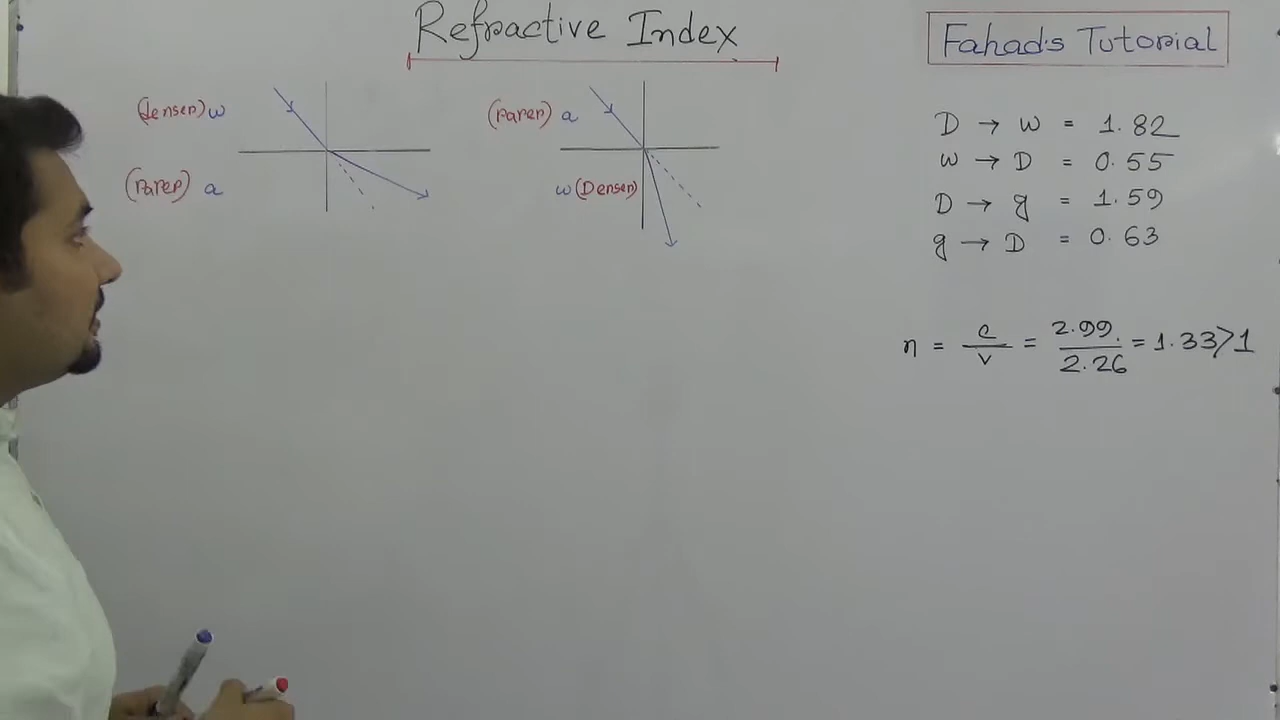 Refractive Index
Fahad's Tutorial
(denser) w
(rarer) a
(rarer) a
w (Denser)
D → w = 1.82
w → D = 0.55
D → g = 1.59
g → D = 0.63
n = c/v = 2.99/2.26 = 1.33 > 1